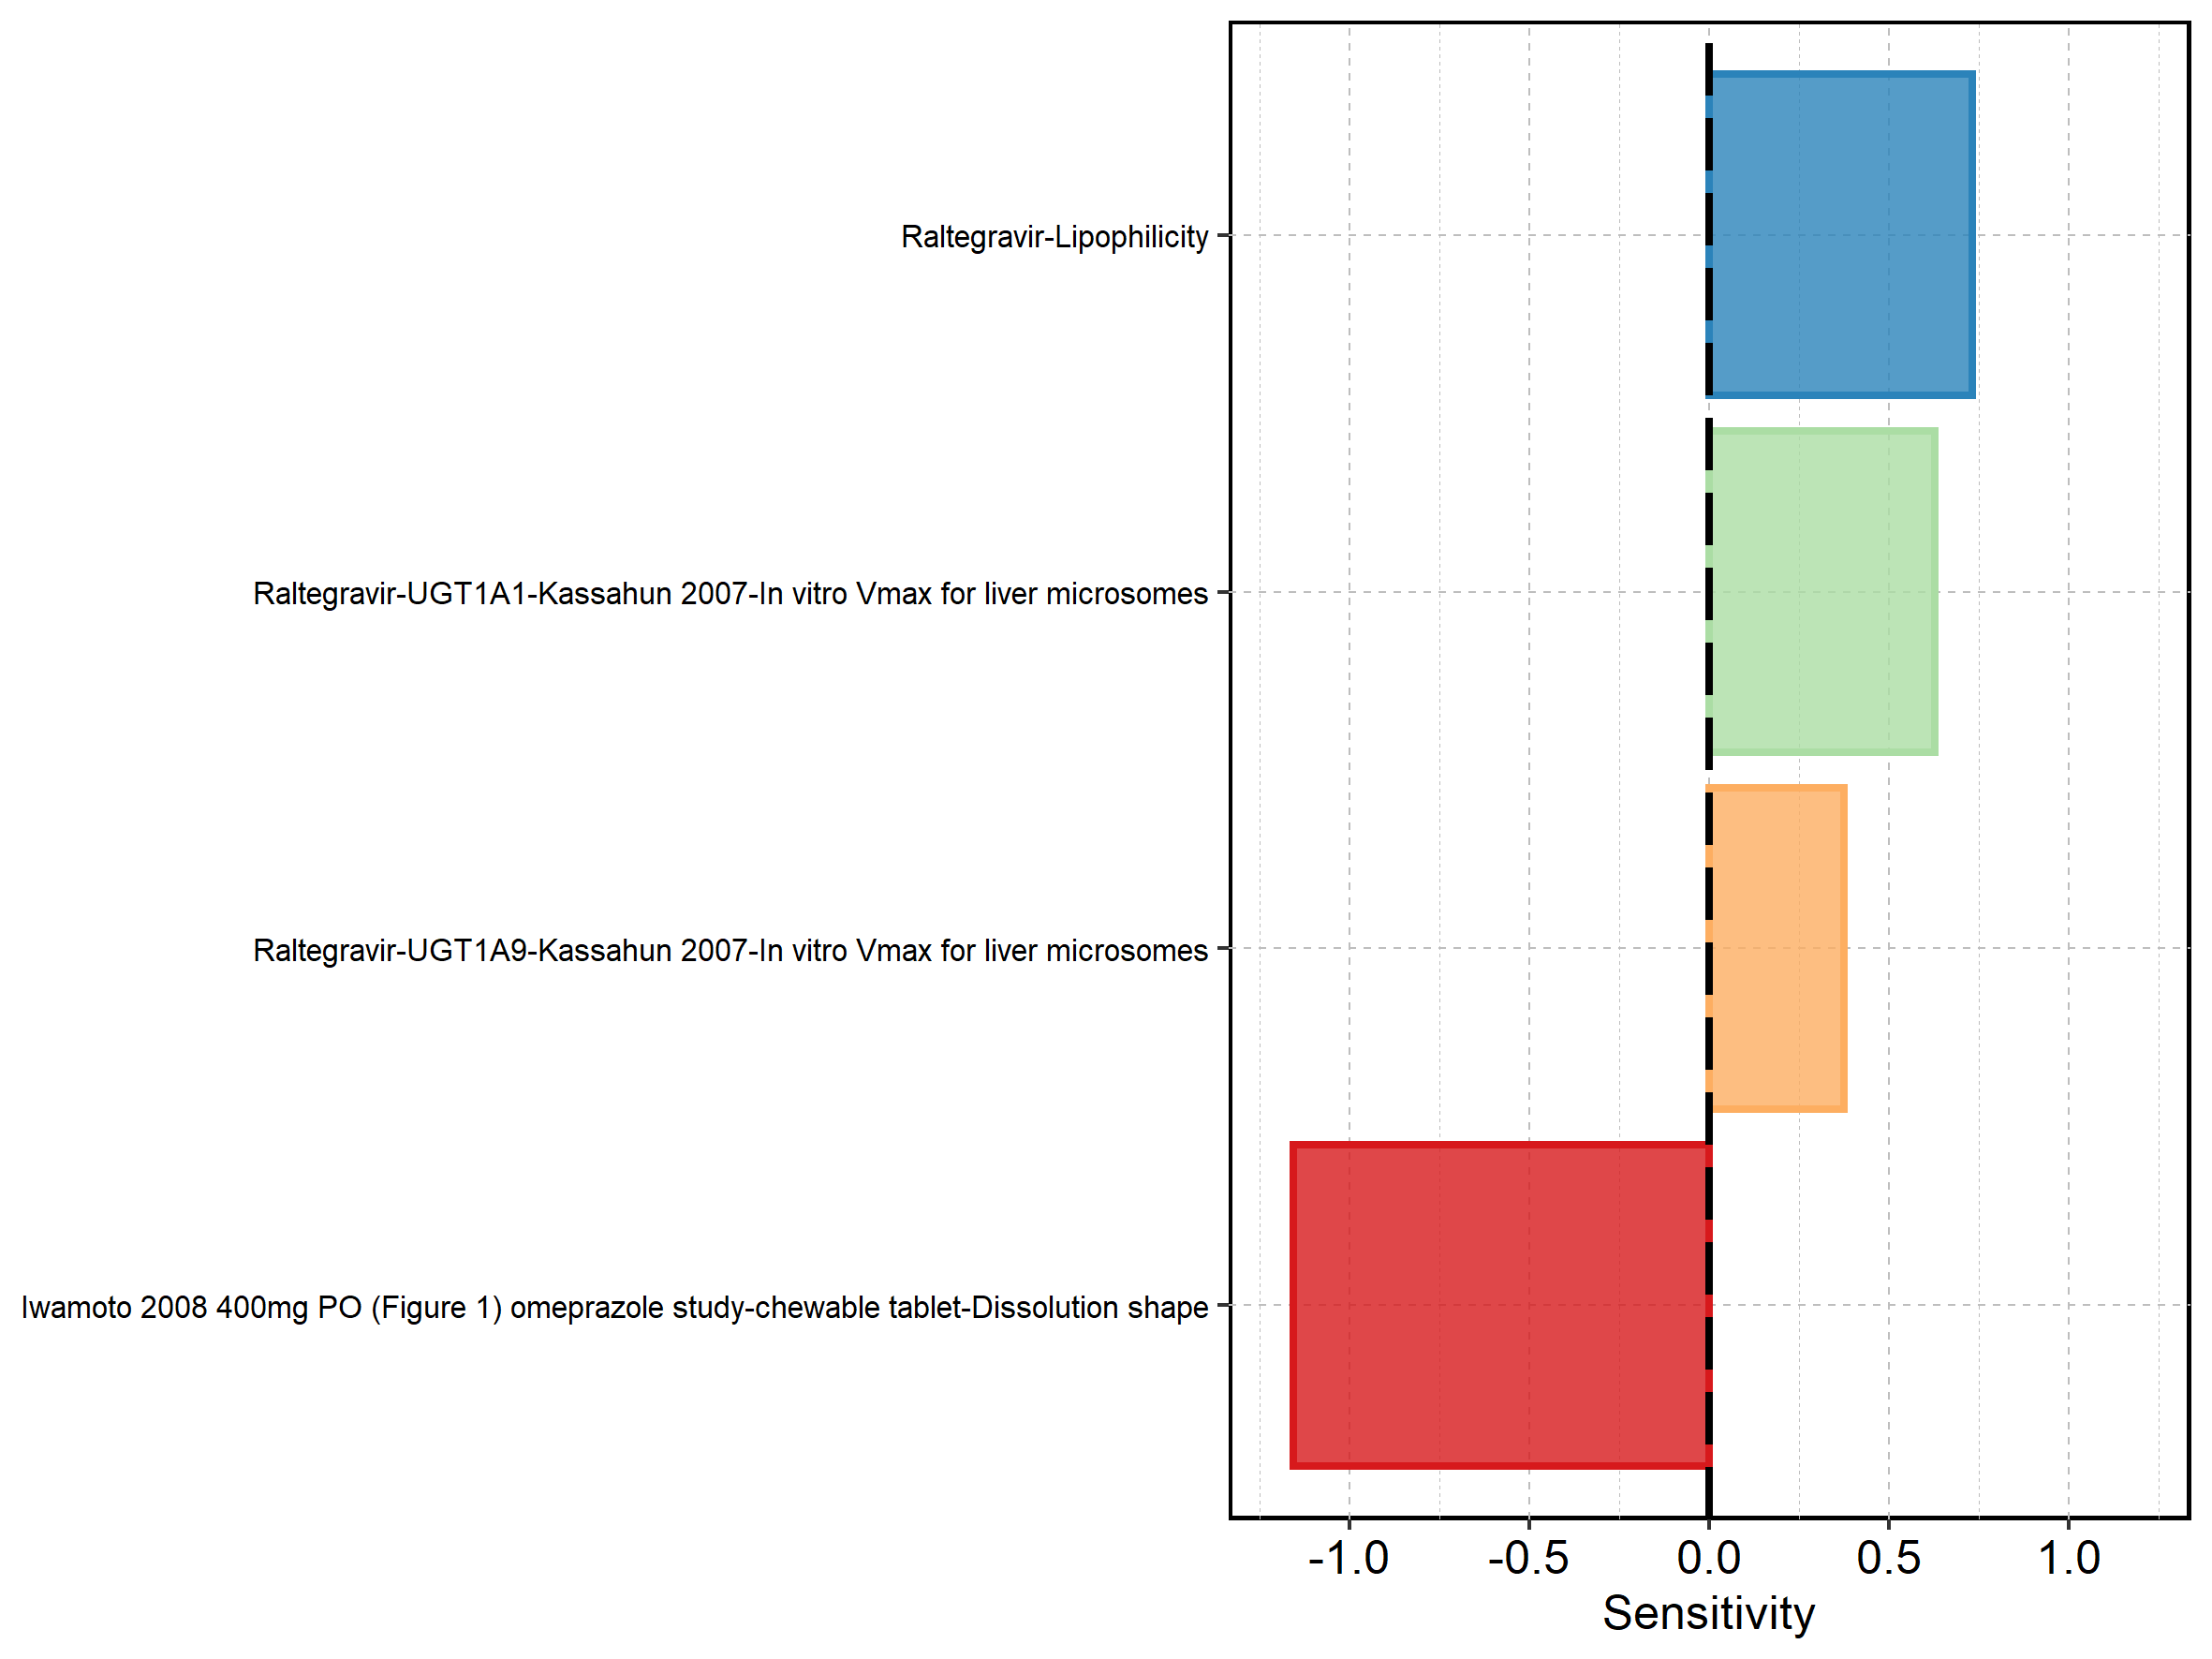 Raltegravir-Lipophilicity
Raltegravir-UGT1A1-Kassahun 2007-In vitro Vmax for liver microsomes
Raltegravir-UGT1A9-Kassahun 2007-In vitro Vmax for liver microsomes
Iwamoto 2008 400mg PO (Figure 1) omeprazole study-chewable tablet-Dissolution shape
-1.0 -0.5 0.0 0.5 1.0
Sensitivity